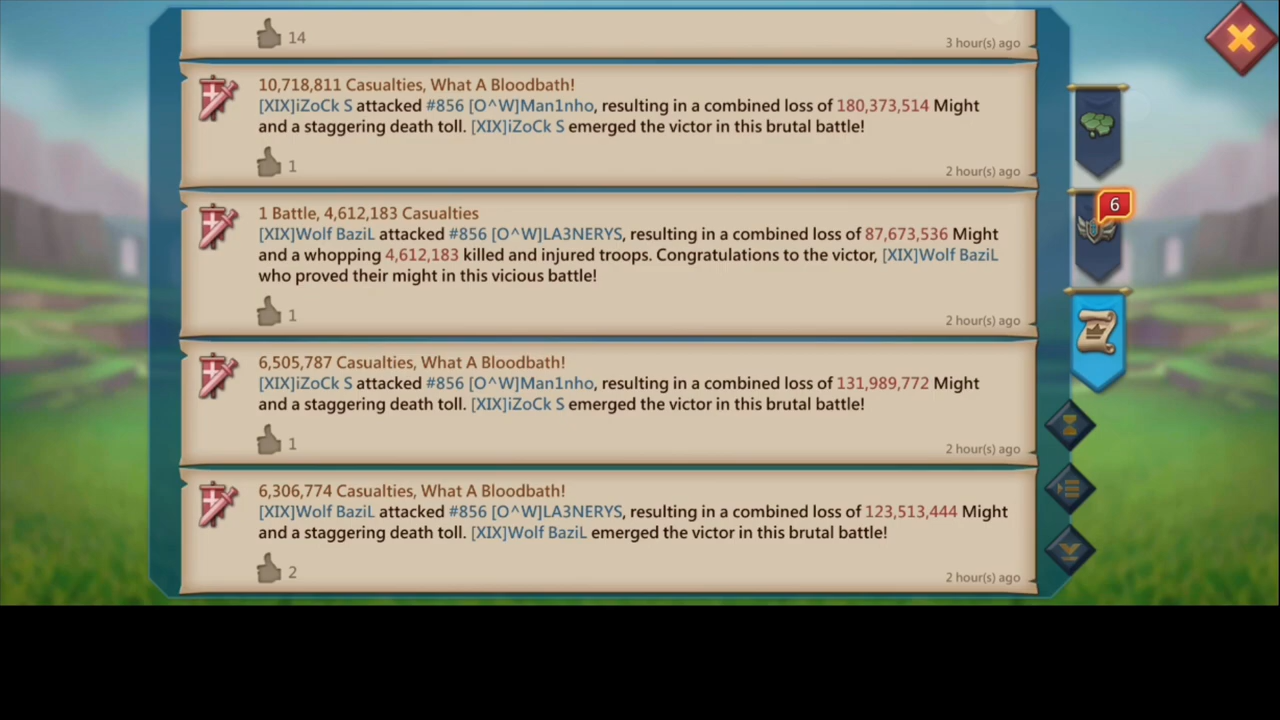 14
3 hour(s) ago
10,718,811 Casualties, What A Bloodbath!
[XIX]iZoCk S attacked #856 [O^W]Man1nho, resulting in a combined loss of 180,373,514 Might
and a staggering death toll. [XIX]iZoCk S emerged the victor in this brutal battle!
1
2 hour(s) ago
1 Battle, 4,612,183 Casualties
[XIX]Wolf BaziL attacked #856 [O^W]LA3NERYS, resulting in a combined loss of 87,673,536 Might
and a whopping 4,612,183 killed and injured troops. Congratulations to the victor, [XIX]Wolf BaziL
who proved their might in this vicious battle!
1
2 hour(s) ago
6,505,787 Casualties, What A Bloodbath!
[XIX]iZoCk S attacked #856 [O^W]Man1nho, resulting in a combined loss of 131,989,772 Might
and a staggering death toll. [XIX]iZoCk S emerged the victor in this brutal battle!
1
2 hour(s) ago
6,306,774 Casualties, What A Bloodbath!
[XIX]Wolf BaziL attacked #856 [O^W]LA3NERYS, resulting in a combined loss of 123,513,444 Might
and a staggering death toll. [XIX]Wolf BaziL emerged the victor in this brutal battle!
2
2 hour(s) ago
6